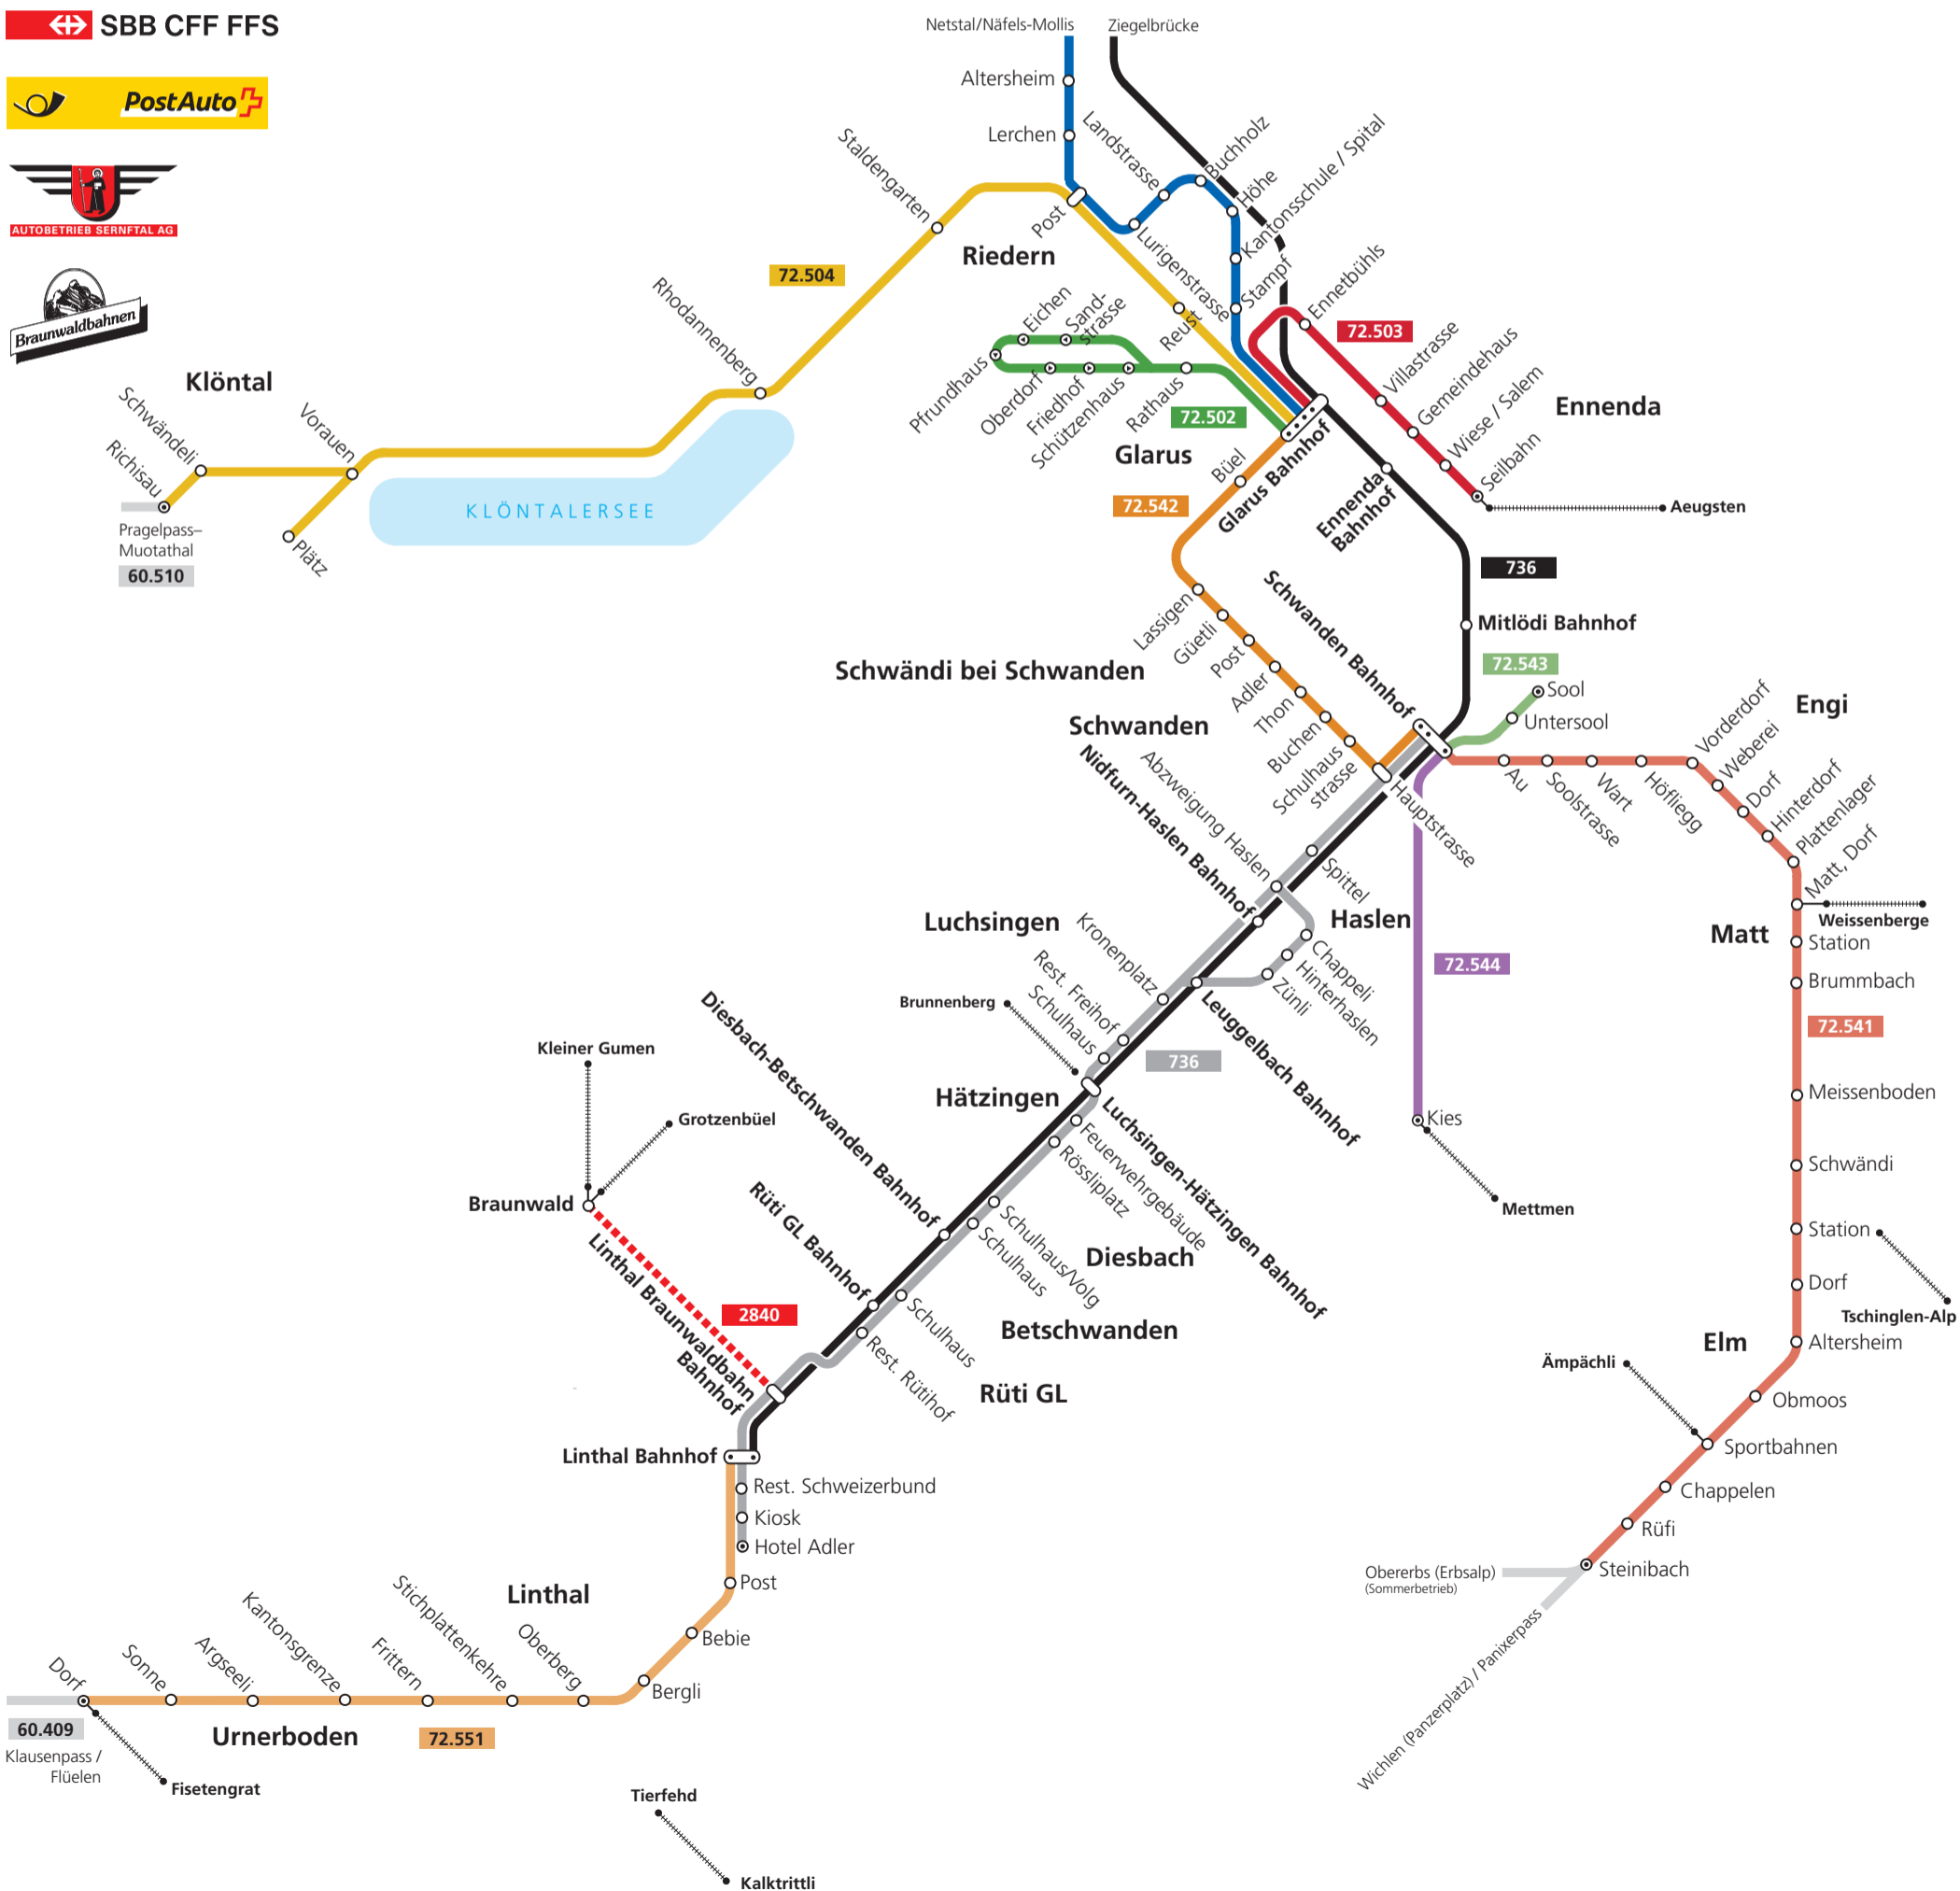 SBB CFF FFS
PostAuto
AUTOBETRIEB SERNFTAL AG
Braunwaldbahnen
Netstal/Näfels-Mollis
Ziegelbrücke
Altersheim
Lerchen
Landstrasse
Buchholz
Höhe
Kantonsschule / Spital
Stampf
Lurigenstrasse
Staldengarten
Post
Riedern
72.504
Rhodannenberg
Reust
Ennetbühls
72.503
Villastrasse
Gemeindehaus
Wiese / Salem
Seilbahn
Ennenda
Aeugsten
Eichen
Sand-
strasse
Pfrundhaus
Oberdorf
Friedhof
Schützenhaus
Rathaus
72.502
Glarus
Glarus Bahnhof
Ennenda
Bahnhof
Klöntal
Schwändeli
Richisau
Vorauen
Plätz
KLÖNTALERSEE
Pragelpass–
Muotathal
60.510
Büel
72.542
736
Mitlödi Bahnhof
Lassigen
Güetli
Post
Adler
Thon
Buchen
Schulhaus
strasse
Hauptstrasse
Schwändi bei Schwanden
Schwanden
Schwanden Bahnhof
72.543
Sool
Untersool
Au
Soolstrasse
Wart
Höfliegg
Engi
Vorderdorf
Weberei
Dorf
Hinterdorf
Plattenlager
Matt, Dorf
Weissenberge
Matt
Station
Brummbach
72.541
Meissenboden
Schwändi
Station
Tschinglen-Alp
Dorf
Elm
Altersheim
Ämpächli
Obmoos
Sportbahnen
Chappelen
Rüfi
Steinibach
Obererbs (Erbsalp)
(Sommerbetrieb)
Wichlen (Panzerplatz) / Panixerpass
72.544
Kies
Mettmen
Abzweigung Haslen
Nidfurn-Haslen Bahnhof
Spittel
Haslen
Chappeli
Hinterhaslen
Zünli
Luchsingen
Kronenplatz
Rest. Freihof
Schulhaus
Leuggelbach Bahnhof
736
Brunnenberg
Hätzingen
Luchsingen-Hätzingen Bahnhof
Feuerwehrgebäude
Rössliplatz
Diesbach-Betschwanden Bahnhof
Schulhaus/Volg
Schulhaus
Diesbach
Betschwanden
Rüti GL Bahnhof
Schulhaus
Rest. Rütihof
Rüti GL
Kleiner Gumen
Grotzenbüel
Braunwald
2840
Linthal Braunwaldbahn
Bahnhof
Linthal Bahnhof
Rest. Schweizerbund
Kiosk
Hotel Adler
Post
Linthal
Bebie
Bergli
Oberberg
Stichplattenkehre
Frittern
Kantonsgrenze
Argseeli
Sonne
Dorf
Urnerboden
72.551
60.409
Klausenpass /
Flüelen
Fisetengrat
Tierfehd
Kalktrittli